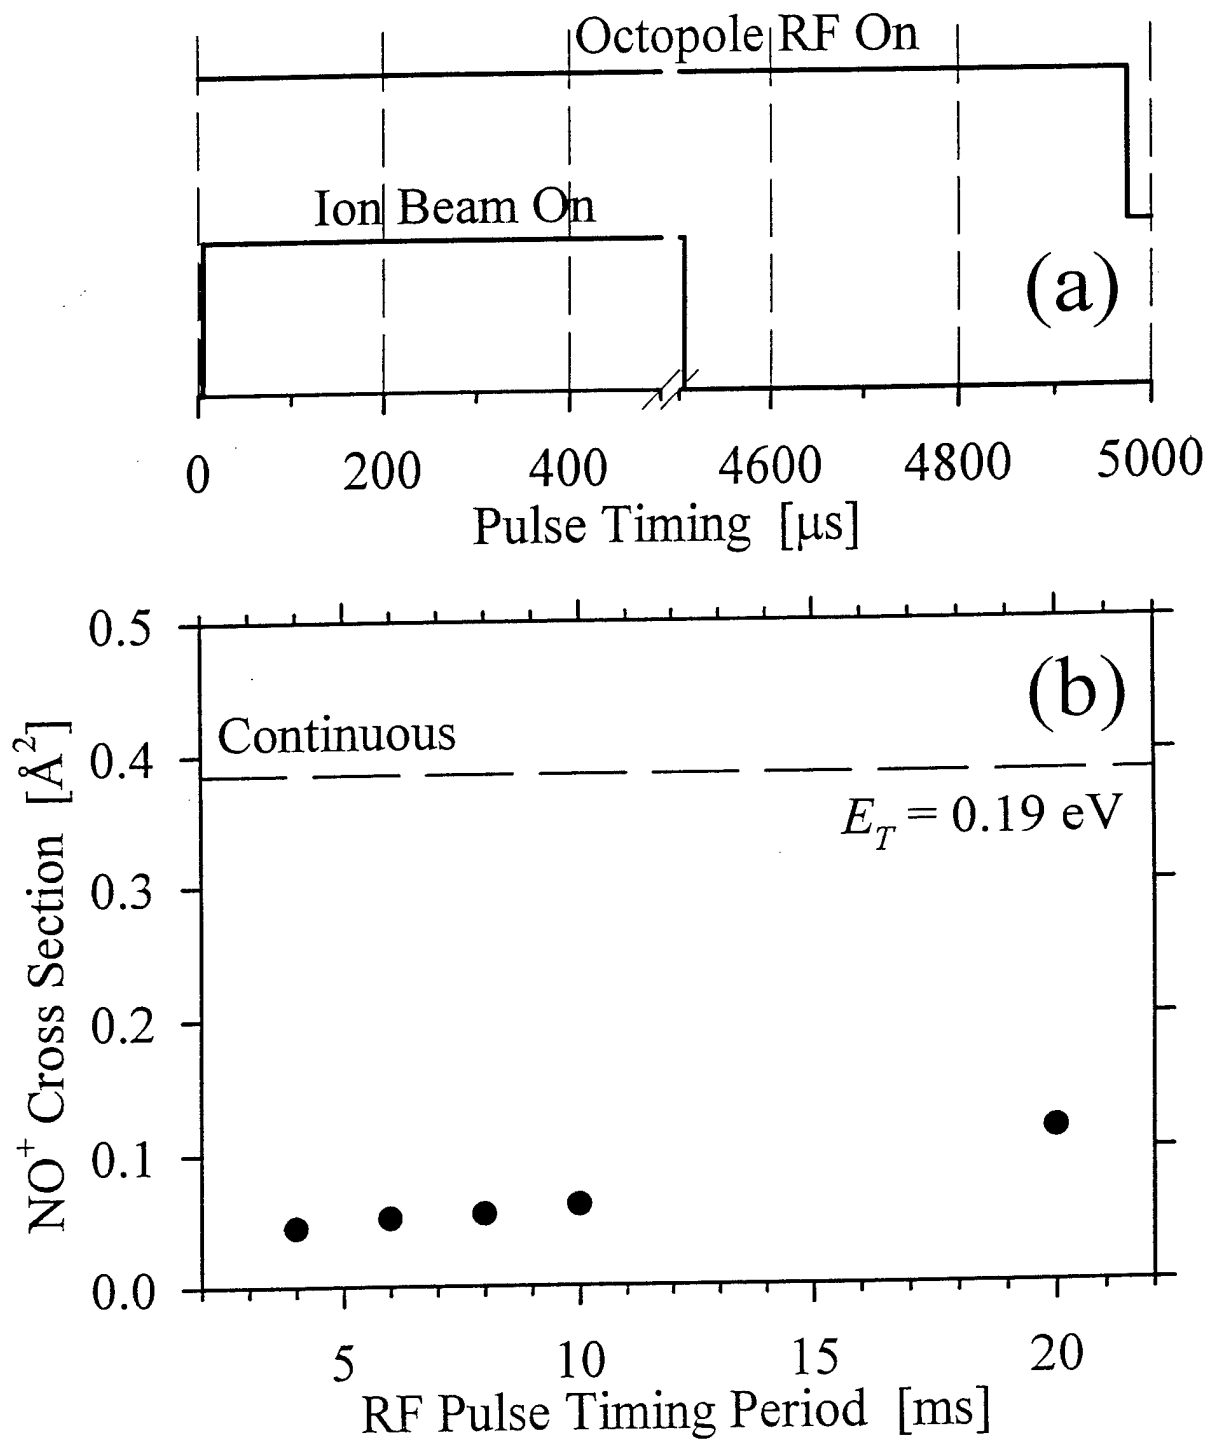 Octopole RF On
Ion Beam On
(a)
0 200 400 4600 4800 5000
Pulse Timing [μs]
0.5
(b)
Continuous
0.4
E_T = 0.19 eV
0.3
0.2
0.1
0.0
NO⁺ Cross Section [Å²]
5 10 15 20
RF Pulse Timing Period [ms]